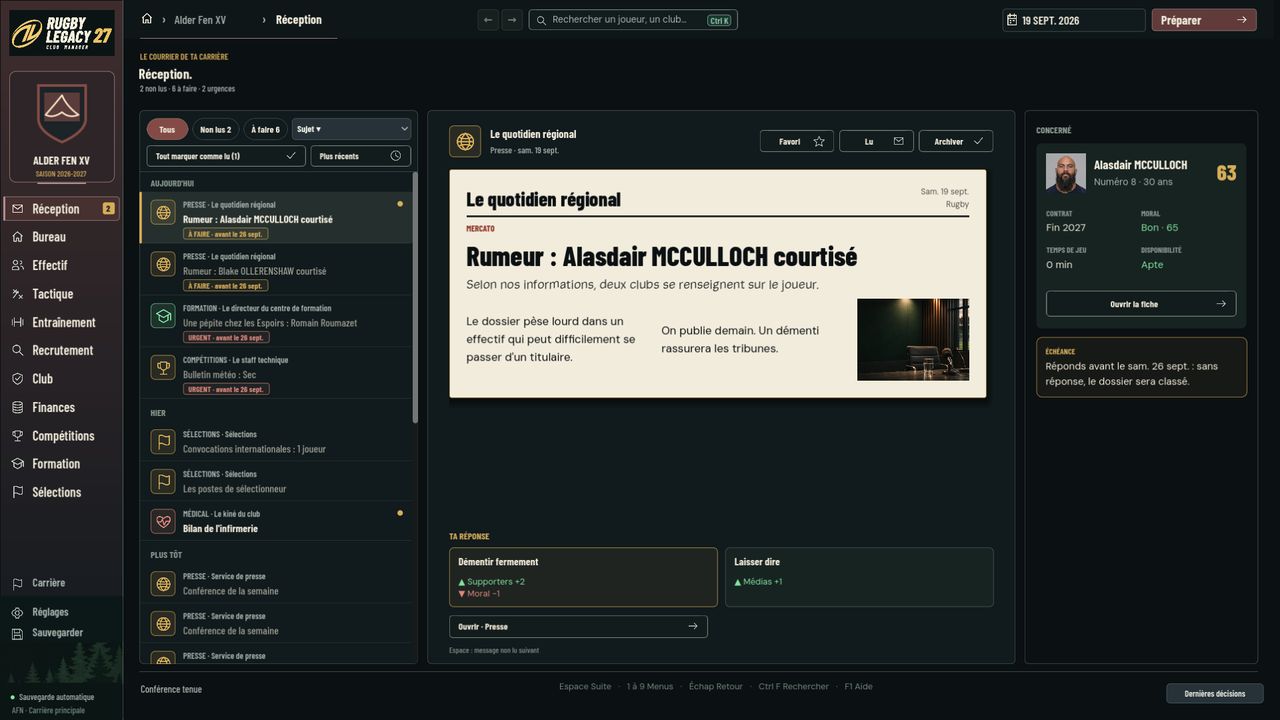 RUGBY
LEGACY 27
CLUB MANAGER
ALDER FEN XV
SAISON 2026-2027
Réception 2
Bureau
Effectif
Tactique
Entraînement
Recrutement
Club
Finances
Compétitions
Formation
Sélections
Carrière
Réglages
Sauvegarder
Sauvegarde automatique
AFN · Carrière principale
› Alder Fen XV › Réception
← →
Rechercher un joueur, un club... Ctrl K
19 SEPT. 2026
Préparer →
LE COURRIER DE TA CARRIÈRE
Réception.
2 non lus · 6 à faire · 2 urgences
Tous
Non lus 2
À faire 6
Sujet ▾
Tout marquer comme lu (1)
Plus récents
AUJOURD'HUI
PRESSE · Le quotidien régional
Rumeur : Alasdair MCCULLOCH courtisé
À FAIRE · avant le 26 sept.
PRESSE · Le quotidien régional
Rumeur : Blake OLLERENSHAW courtisé
À FAIRE · avant le 26 sept.
FORMATION · Le directeur du centre de formation
Une pépite chez les Espoirs : Romain Roumazet
URGENT · avant le 26 sept.
COMPÉTITIONS · Le staff technique
Bulletin météo : Sec
URGENT · avant le 26 sept.
HIER
SÉLECTIONS · Sélections
Convocations internationales : 1 joueur
SÉLECTIONS · Sélections
Les postes de sélectionneur
MÉDICAL · Le kiné du club
Bilan de l'infirmerie
PLUS TÔT
PRESSE · Service de presse
Conférence de la semaine
PRESSE · Service de presse
Conférence de la semaine
PRESSE · Service de presse
Le quotidien régional
Presse · sam. 19 sept.
Favori
Lu
Archiver
Le quotidien régional
Sam. 19 sept.
Rugby
MERCATO
Rumeur : Alasdair MCCULLOCH courtisé
Selon nos informations, deux clubs se renseignent sur le joueur.
Le dossier pèse lourd dans un
effectif qui peut difficilement se
passer d'un titulaire.
On publie demain. Un démenti
rassurera les tribunes.
TA RÉPONSE
Démentir fermement
▲ Supporters +2
▼ Moral −1
Laisser dire
▲ Médias +1
Ouvrir · Presse →
Espace : message non lu suivant
CONCERNÉ
Alasdair MCCULLOCH
Numéro 8 · 30 ans
63
CONTRAT
Fin 2027
MORAL
Bon · 65
TEMPS DE JEU
0 min
DISPONIBILITÉ
Apte
Ouvrir la fiche →
ÉCHÉANCE
Réponds avant le sam. 26 sept. : sans
réponse, le dossier sera classé.
Conférence tenue
Espace Suite · 1 à 9 Menus · Échap Retour · Ctrl F Rechercher · F1 Aide
Dernières décisions